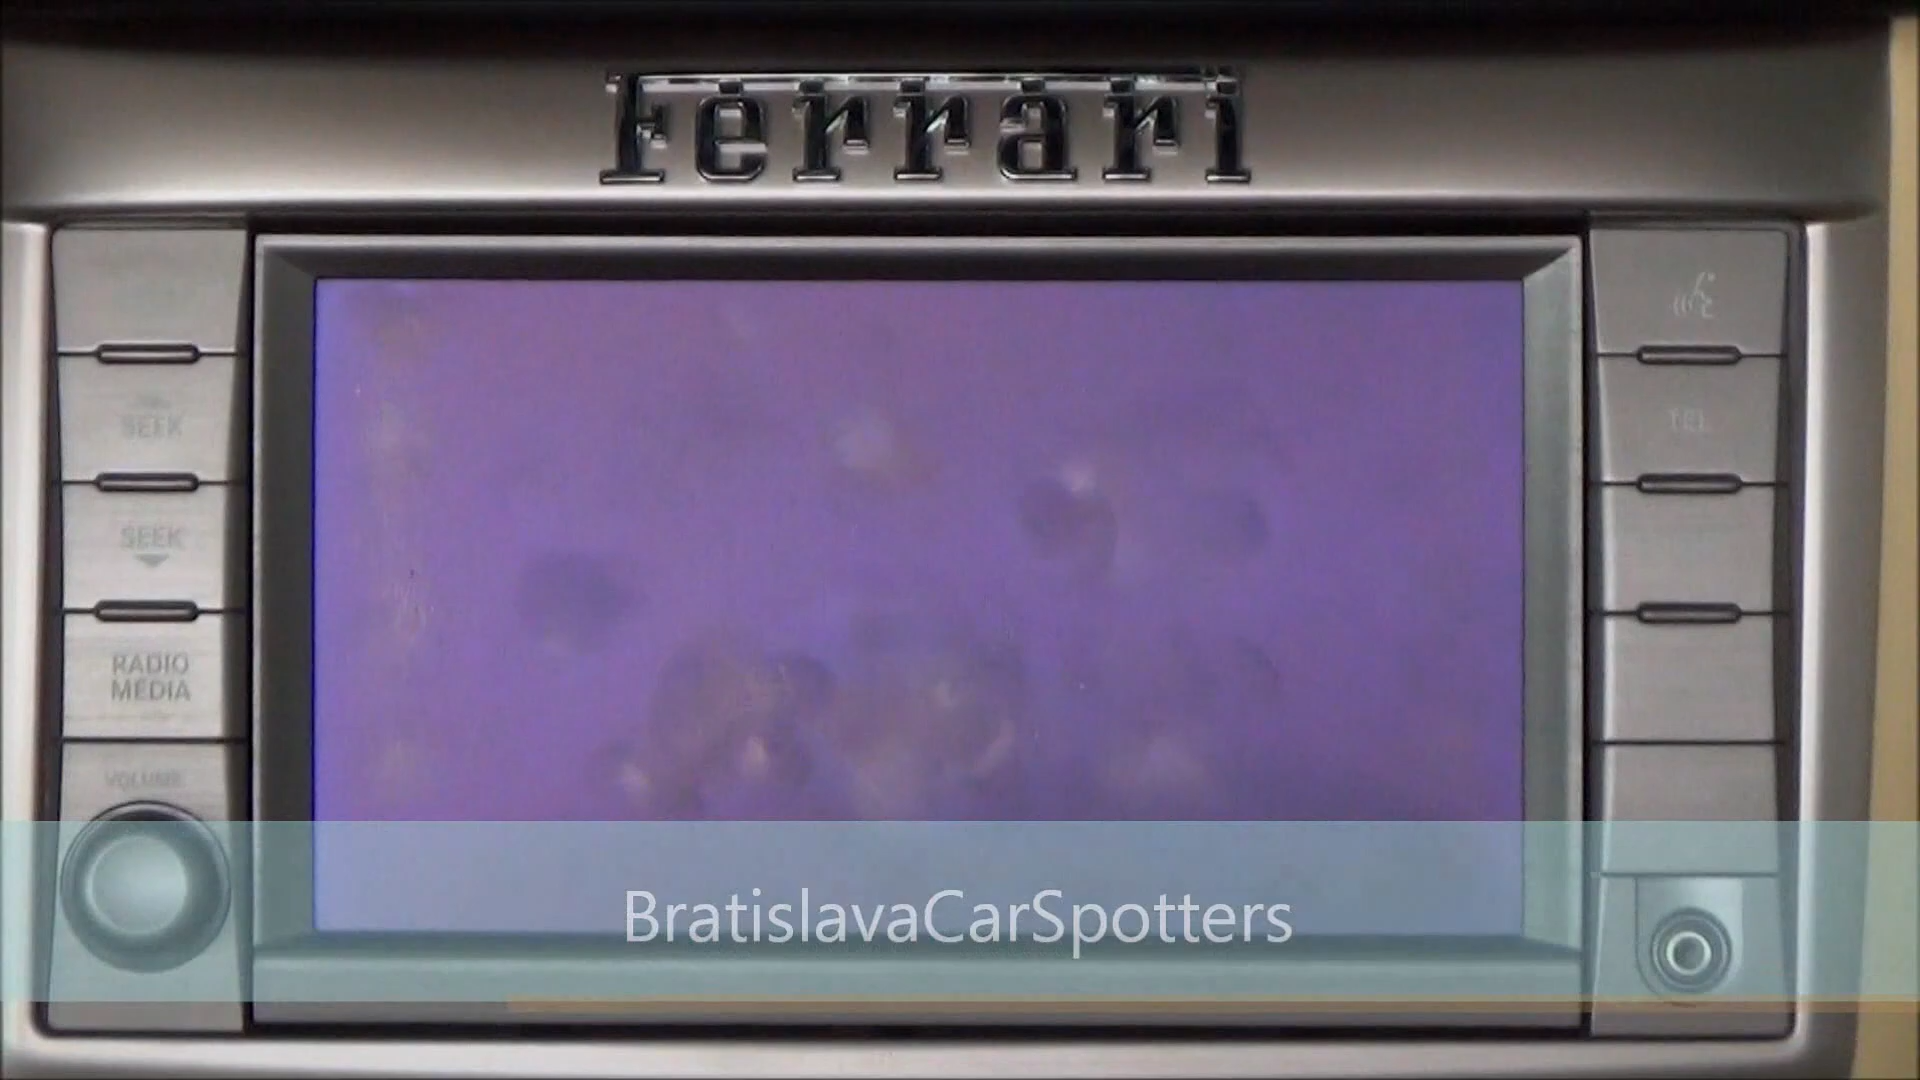 Ferrari
SEEK
SEEK
RADIO
MEDIA
VOLUME
TEL
BratislavaCarSpotters